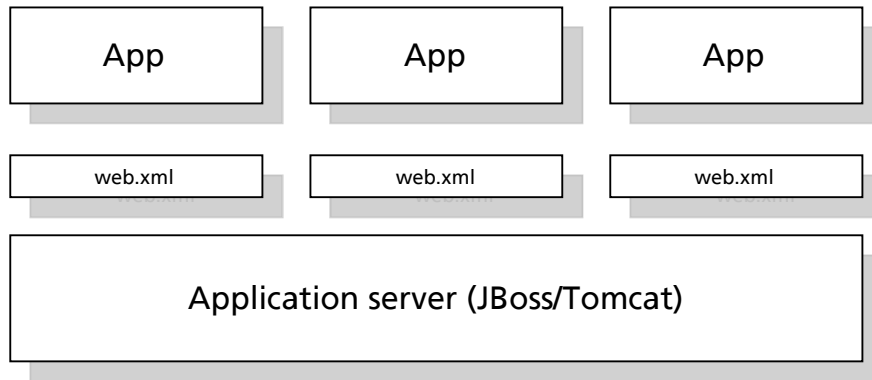 App App App
web.xml web.xml web.xml
Application server (JBoss/Tomcat)